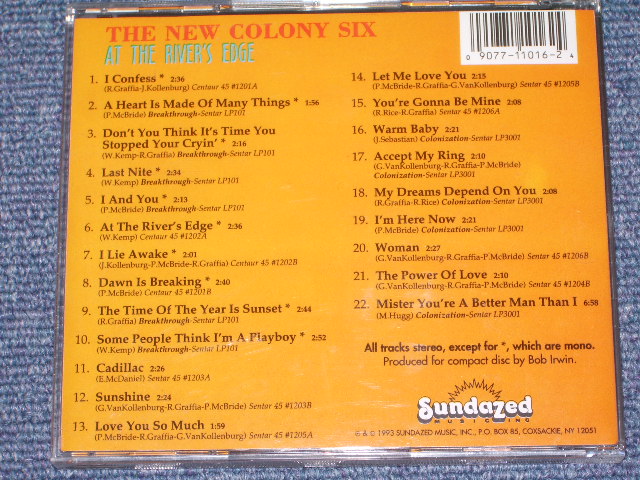 THE NEW COLONY SIX
AT THE RIVER'S EDGE
0 9077-11016-2 4
1. I Confess * 2:36
(R.Graffia-J.Kollenburg) Centaur 45 #1201A
2. A Heart Is Made Of Many Things * 1:56
(P.McBride) Breakthrough-Sentar LP101
3. Don't You Think It's Time You
Stopped Your Cryin' * 2:16
(W.Kemp-R.Graffia) Breakthrough-Sentar LP101
4. Last Nite * 2:34
(W.Kemp) Breakthrough-Sentar LP101
5. I And You * 2:13
(P.McBride) Breakthrough-Sentar LP101
6. At The River's Edge * 2:36
(W.Kemp) Centaur 45 #1202A
7. I Lie Awake * 2:01
(J.Kollenburg-P.McBride-R.Graffia) Centaur 45 #1202B
8. Dawn Is Breaking * 2:40
(P.McBride) Centaur 45 #1201B
9. The Time Of The Year Is Sunset * 2:44
(R.Graffia) Breakthrough-Sentar LP101
10. Some People Think I'm A Playboy * 2:52
(W.Kemp) Breakthrough-Sentar LP101
11. Cadillac 2:26
(E.McDaniel) Sentar 45 #1203A
12. Sunshine 2:24
(G.VanKollenburg-R.Graffia-P.McBride) Sentar 45 #1203B
13. Love You So Much 1:59
(P.McBride-R.Graffia-G.VanKollenburg) Sentar 45 #1205A
14. Let Me Love You 2:15
(P.McBride-R.Graffia-G.VanKollenburg) Sentar 45 #1205B
15. You're Gonna Be Mine 2:08
(R.Rice-R.Graffia) Sentar 45 #1206A
16. Warm Baby 2:21
(J.Sebastian) Colonization-Sentar LP3001
17. Accept My Ring 2:10
(G.VanKollenburg-R.Graffia-P.McBride)
Colonization-Sentar LP3001
18. My Dreams Depend On You 2:08
(R.Graffia-R.Rice) Colonization-Sentar LP3001
19. I'm Here Now 2:21
(P.McBride) Colonization-Sentar LP3001
20. Woman 2:27
(G.VanKollenburg-R.Graffia-P.McBride) Sentar 45 #1206B
21. The Power Of Love 2:10
(G.VanKollenburg-R.Graffia-P.McBride) Sentar 45 #1204B
22. Mister You're A Better Man Than I 6:58
(M.Hugg) Colonization-Sentar LP3001
All tracks stereo, except for *, which are mono.
Produced for compact disc by Bob Irwin.
Sundazed
MUSIC INC.
℗ & © 1993 SUNDAZED MUSIC, INC., P.O. BOX 85, COXSACKIE, NY 12051